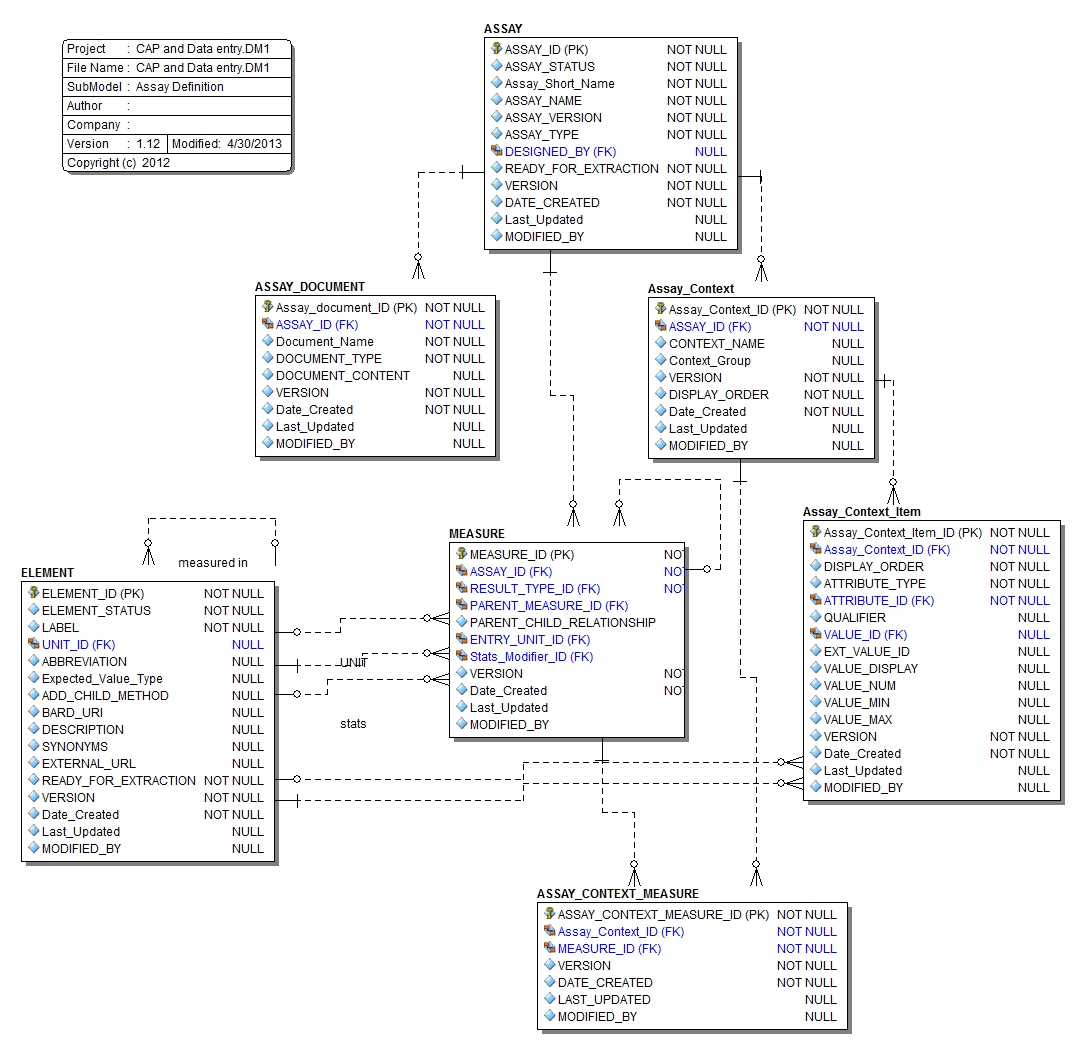 Project : CAP and Data entry.DM1
File Name : CAP and Data entry.DM1
SubModel : Assay Definition
Author :
Company :
Version : 1.12 Modified: 4/30/2013
Copyright (c) 2012
ASSAY
ASSAY_ID (PK) NOT NULL
ASSAY_STATUS NOT NULL
Assay_Short_Name NOT NULL
ASSAY_NAME NOT NULL
ASSAY_VERSION NOT NULL
ASSAY_TYPE NOT NULL
DESIGNED_BY (FK) NULL
READY_FOR_EXTRACTION NOT NULL
VERSION NOT NULL
DATE_CREATED NOT NULL
Last_Updated NULL
MODIFIED_BY NULL
ASSAY_DOCUMENT
Assay_document_ID (PK) NOT NULL
ASSAY_ID (FK) NOT NULL
Document_Name NOT NULL
DOCUMENT_TYPE NOT NULL
DOCUMENT_CONTENT NULL
VERSION NOT NULL
Date_Created NOT NULL
Last_Updated NULL
MODIFIED_BY NULL
Assay_Context
Assay_Context_ID (PK) NOT NULL
ASSAY_ID (FK) NOT NULL
CONTEXT_NAME NULL
Context_Group NULL
VERSION NOT NULL
DISPLAY_ORDER NOT NULL
Date_Created NOT NULL
Last_Updated NULL
MODIFIED_BY NULL
Assay_Context_Item
Assay_Context_Item_ID (PK) NOT NULL
Assay_Context_ID (FK) NOT NULL
DISPLAY_ORDER NOT NULL
ATTRIBUTE_TYPE NOT NULL
ATTRIBUTE_ID (FK) NOT NULL
QUALIFIER NULL
VALUE_ID (FK) NULL
EXT_VALUE_ID NULL
VALUE_DISPLAY NULL
VALUE_NUM NULL
VALUE_MIN NULL
VALUE_MAX NULL
VERSION NOT NULL
Date_Created NOT NULL
Last_Updated NULL
MODIFIED_BY NULL
MEASURE
MEASURE_ID (PK) NO
ASSAY_ID (FK) NO
RESULT_TYPE_ID (FK) NO
PARENT_MEASURE_ID (FK)
PARENT_CHILD_RELATIONSHIP
ENTRY_UNIT_ID (FK)
Stats_Modifier_ID (FK)
VERSION NO
Date_Created NO
Last_Updated
MODIFIED_BY
measured in
UNIT
stats
ELEMENT
ELEMENT_ID (PK) NOT NULL
ELEMENT_STATUS NOT NULL
LABEL NOT NULL
UNIT_ID (FK) NULL
ABBREVIATION NULL
Expected_Value_Type NULL
ADD_CHILD_METHOD NULL
BARD_URI NULL
DESCRIPTION NULL
SYNONYMS NULL
EXTERNAL_URL NULL
READY_FOR_EXTRACTION NOT NULL
VERSION NOT NULL
Date_Created NOT NULL
Last_Updated NULL
MODIFIED_BY NULL
ASSAY_CONTEXT_MEASURE
ASSAY_CONTEXT_MEASURE_ID (PK) NOT NULL
Assay_Context_ID (FK) NOT NULL
MEASURE_ID (FK) NOT NULL
VERSION NOT NULL
DATE_CREATED NOT NULL
LAST_UPDATED NULL
MODIFIED_BY NULL